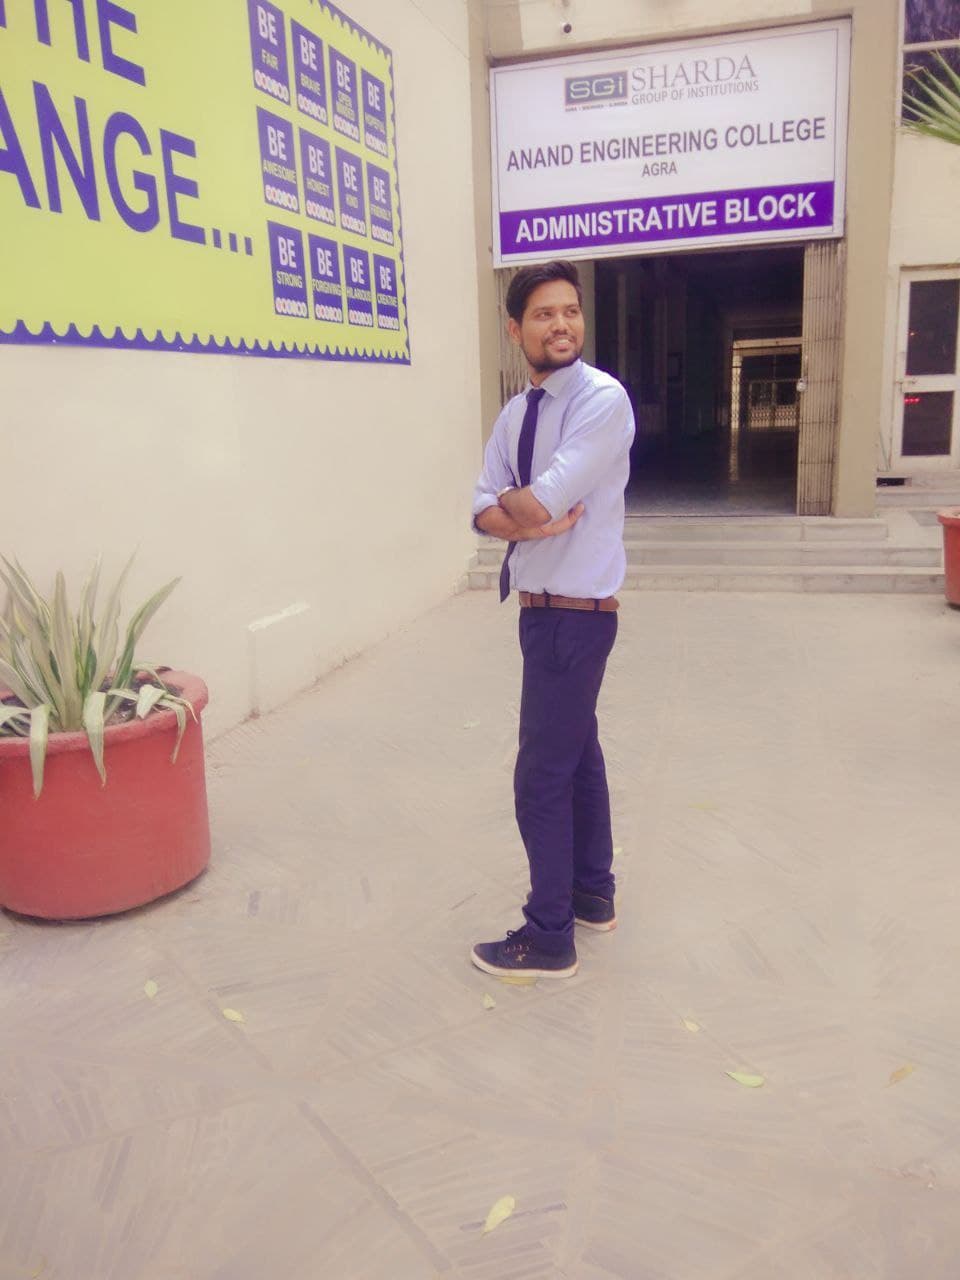 THE
ANGE...
BE
FAIR
BE
BRAVE
BE
OPEN
MINDED
BE
HOPEFUL
BE
AWESOME
BE
HONEST
BE
KIND
BE
FRIENDLY
BE
STRONG
BE
FORGIVING
BE
HILARIOUS
BE
CREATIVE
SGI SHARDA
GROUP OF INSTITUTIONS
ANAND ENGINEERING COLLEGE
AGRA
ADMINISTRATIVE BLOCK